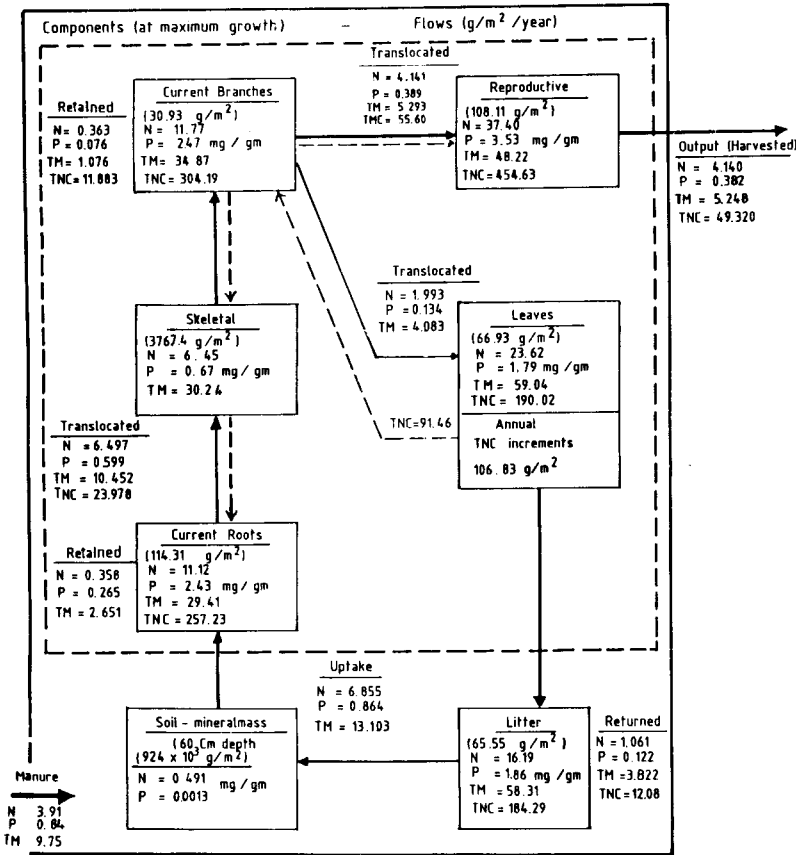 Components (at maximum growth) – Flows (g/m² /year)
Translocated
N = 4.141
P = 0.389
TM = 5.293
TMC = 55.60
Current Branches
(30.93 g/m²)
N = 11.77
P = 2.47 mg / gm
TM = 34.87
TNC = 304.19
Reproductive
(108.11 g/m²)
N = 37.40
P = 3.53 mg / gm
TM = 48.22
TNC = 454.63
Retained
N = 0.363
P = 0.076
TM = 1.076
TNC = 11.883
Output (Harvested)
N = 4.140
P = 0.382
TM = 5.248
TNC = 49.320
Translocated
N = 1.993
P = 0.134
TM = 4.083
Skeletal
(3767.4 g/m²)
N = 6.45
P = 0.67 mg / gm
TM = 30.24
Leaves
(66.93 g/m²)
N = 23.62
P = 1.79 mg / gm
TM = 59.04
TNC = 190.02
Annual
TNC increments
106.83 g/m²
TNC=91.46
Translocated
N = 6.497
P = 0.599
TM = 10.452
TNC = 23.978
Current Roots
(114.31 g/m²)
N = 11.12
P = 2.43 mg / gm
TM = 29.41
TNC = 257.23
Retained
N = 0.358
P = 0.265
TM = 2.651
Uptake
N = 6.855
P = 0.864
TM = 13.103
Soil – mineralmass
(60 Cm depth
(924 x 10³ g/m²)
N = 0.491 mg / gm
P = 0.0013
Litter
(65.55 g/m²)
N = 16.19
P = 1.86 mg / gm
TM = 58.31
TNC = 184.29
Returned
N = 1.061
P = 0.122
TM = 3.822
TNC = 12.08
Manure
N 3.91
P 0.84
TM 9.75